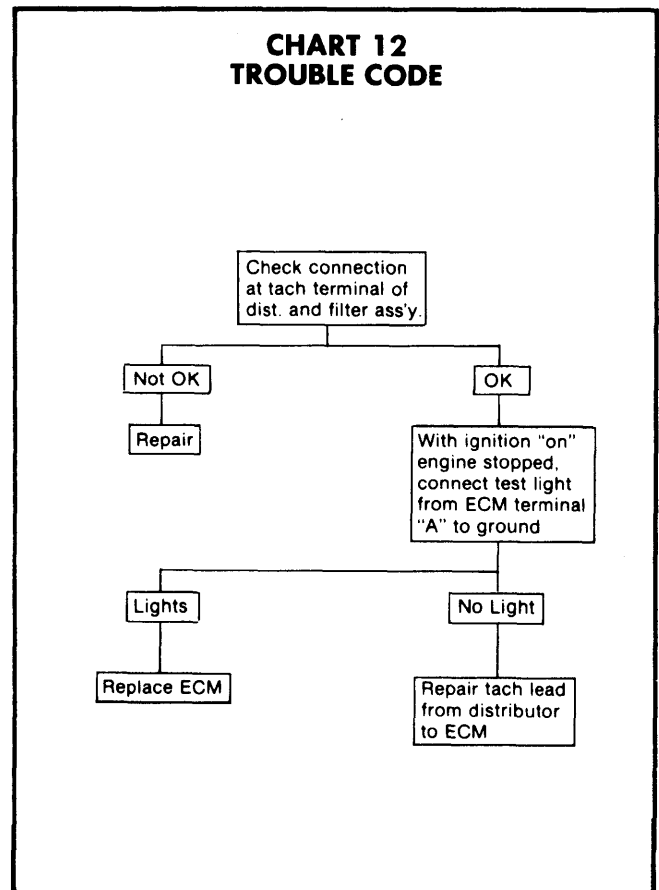 CHART 12
TROUBLE CODE
Check connection
at tach terminal of
dist. and filter ass'y.
Not OK
OK
Repair
With ignition "on"
engine stopped,
connect test light
from ECM terminal
"A" to ground
Lights
No Light
Replace ECM
Repair tach lead
from distributor
to ECM